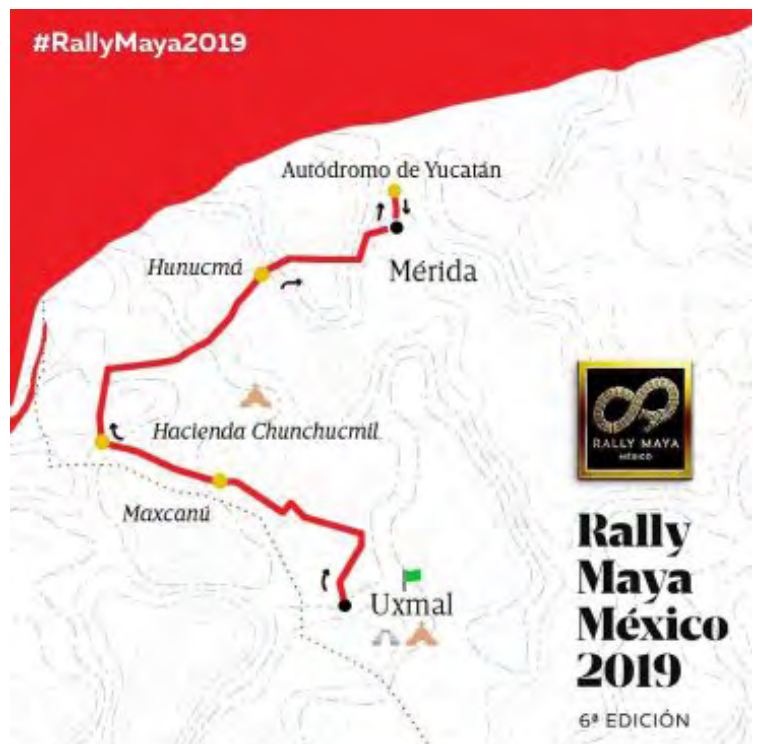 #RallyMaya2019
Autódromo de Yucatán
Hunucmá
Mérida
Hacienda Chunchucmil
Maxcanú
Uxmal
RALLY MAYA
MÉXICO
Rally
Maya
México
2019
6ª EDICIÓN